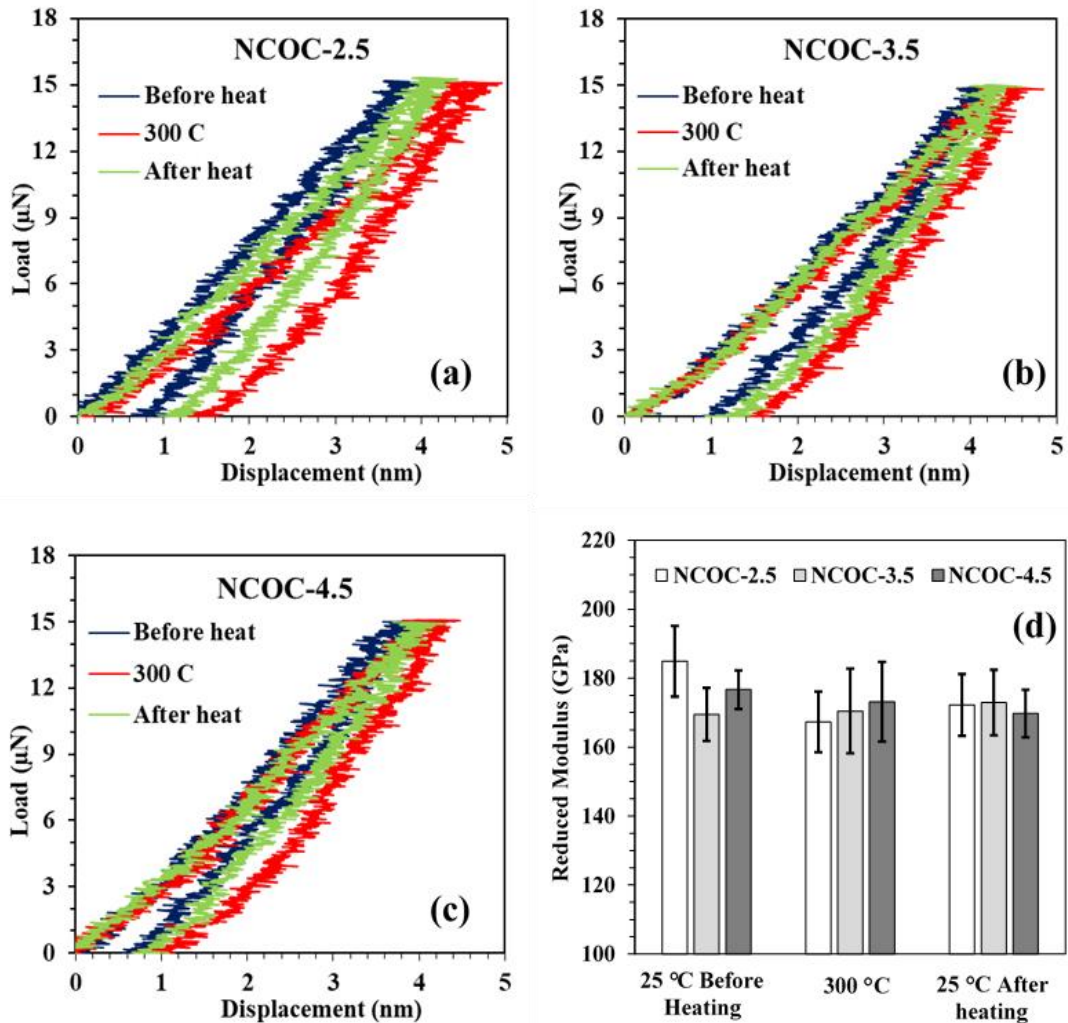 NCOC-2.5
Before heat
300 C
After heat
18
15
12
9
6
3
0
Load (µN)
0 1 2 3 4 5
Displacement (nm)
(a)
NCOC-3.5
Before heat
300 C
After heat
18
15
12
9
6
3
0
Load (µN)
0 1 2 3 4 5
Displacement (nm)
(b)
NCOC-4.5
Before heat
300 C
After heat
18
15
12
9
6
3
0
Load (µN)
0 1 2 3 4 5
Displacement (nm)
(c)
NCOC-2.5 NCOC-3.5 NCOC-4.5
(d)
220
200
180
160
140
120
100
Reduced Modulus (GPa)
25 °C Before
Heating
300 °C
25 °C After
heating